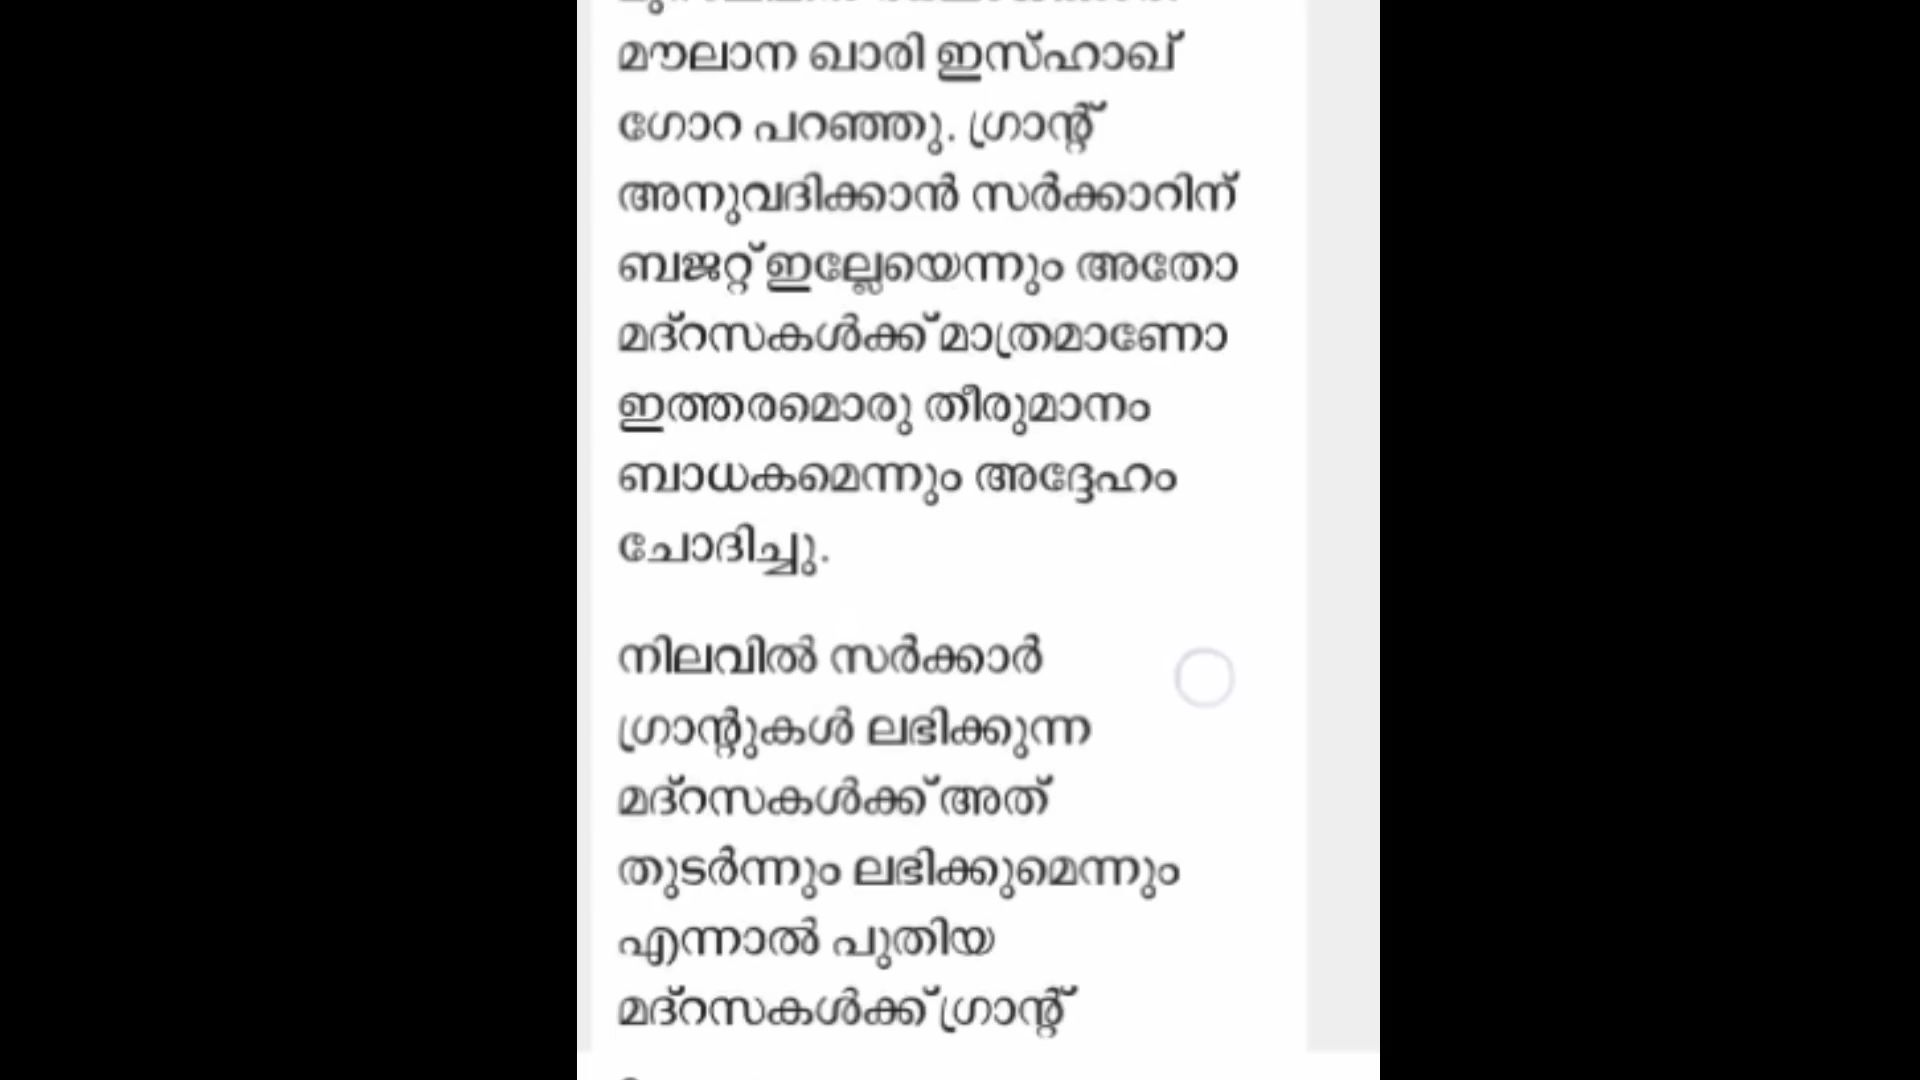 മൗലാന ഖാരി ഇസ്ഹാഖ്
ഗോറ പറഞ്ഞു. ഗ്രാന്റ്
അനുവദിക്കാൻ സർക്കാറിന്
ബജറ്റ് ഇല്ലേയെന്നും അതോ
മദ്റസകൾക്ക് മാത്രമാണോ
ഇത്തരമൊരു തീരുമാനം
ബാധകമെന്നും അദ്ദേഹം
ചോദിച്ചു.
നിലവിൽ സർക്കാർ
ഗ്രാന്റുകൾ ലഭിക്കുന്ന
മദ്റസകൾക്ക് അത്
തുടർന്നും ലഭിക്കുമെന്നും
എന്നാൽ പുതിയ
മദ്റസകൾക്ക് ഗ്രാന്റ്